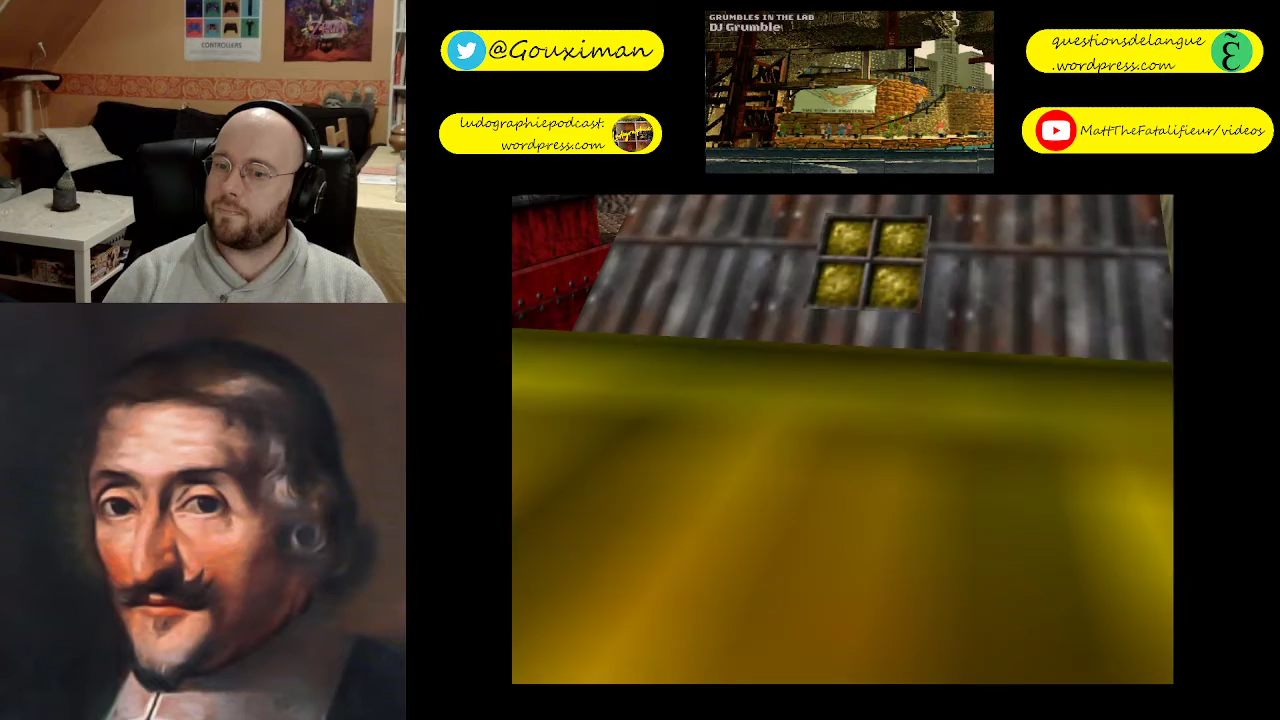 CONTROLLERS
@Gouximan
ludographiepodcast.
wordpress.com
GRUMBLES IN THE LAB
DJ Grumble
questionsdelangue
.wordpress.com
MattTheFatalifieur/videos